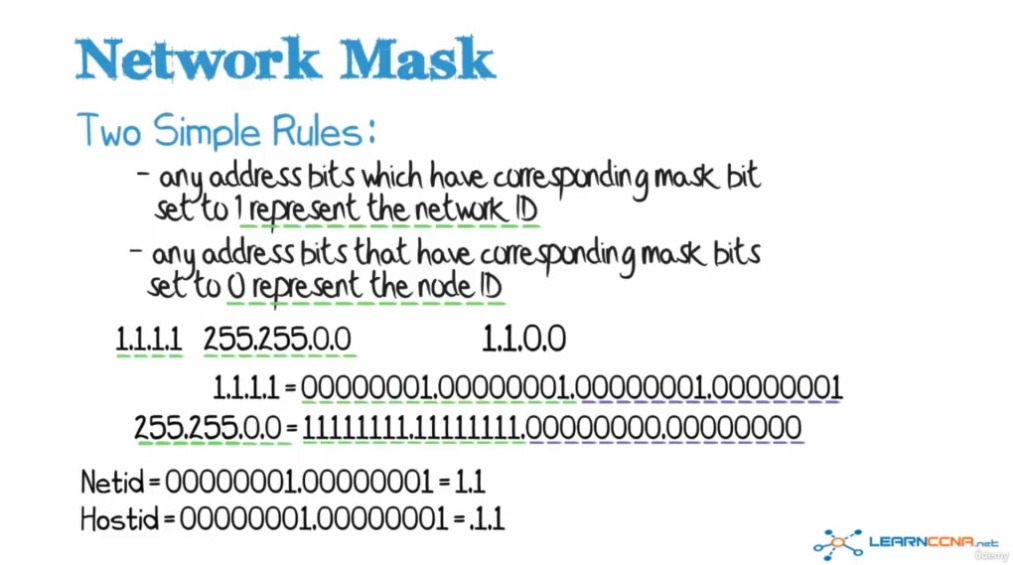 Network Mask
Two Simple Rules:
- any address bits which have corresponding mask bit
set to 1 represent the network ID
- any address bits that have corresponding mask bits
set to 0 represent the node ID
1.1.1.1 255.255.0.0 1.1.0.0
1.1.1.1 = 00000001.00000001.00000001.00000001
255.255.0.0 = 11111111.11111111.00000000.00000000
Netid = 00000001.00000001 = 1.1
Hostid = 00000001.00000001 = .1.1
LEARNCCNA.net
Udemy